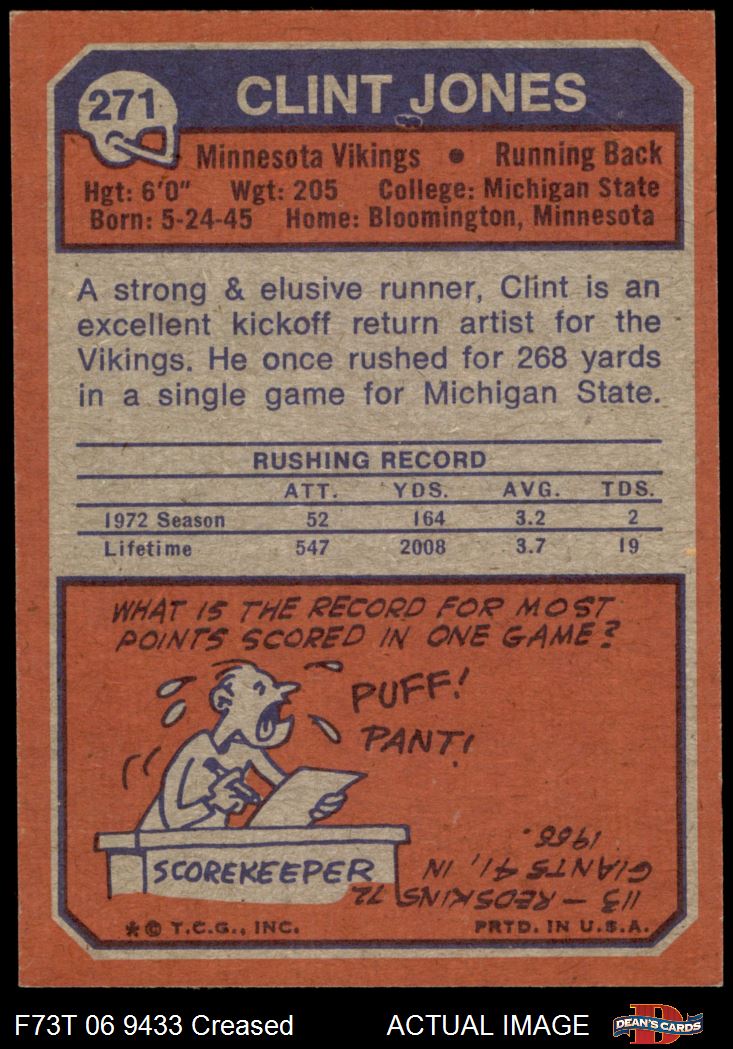 271
CLINT JONES
Minnesota Vikings • Running Back
Hgt: 6'0" Wgt: 205 College: Michigan State
Born: 5-24-45 Home: Bloomington, Minnesota
A strong & elusive runner, Clint is an
excellent kickoff return artist for the
Vikings. He once rushed for 268 yards
in a single game for Michigan State.
RUSHING RECORD
ATT. YDS. AVG. TDS.
1972 Season 52 164 3.2 2
Lifetime 547 2008 3.7 19
WHAT IS THE RECORD FOR MOST
POINTS SCORED IN ONE GAME?
PUFF!
PANT!
SCOREKEEPER
113 — REDSKINS 72
GIANTS 41, IN
1966.
*© T.C.G., INC. PRTD. IN U.S.A.
F73T 06 9433 Creased ACTUAL IMAGE
DEAN'S CARDS